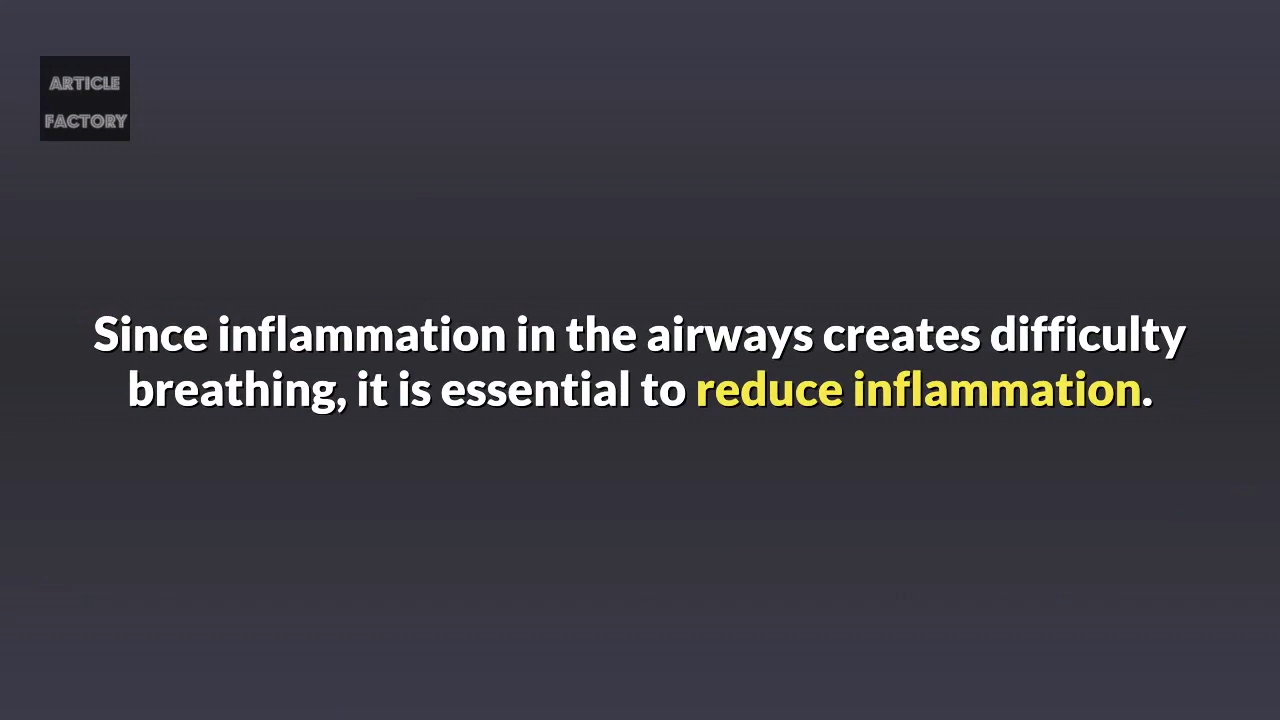 ARTICLE
FACTORY
Since inflammation in the airways creates difficulty
breathing, it is essential to reduce inflammation.